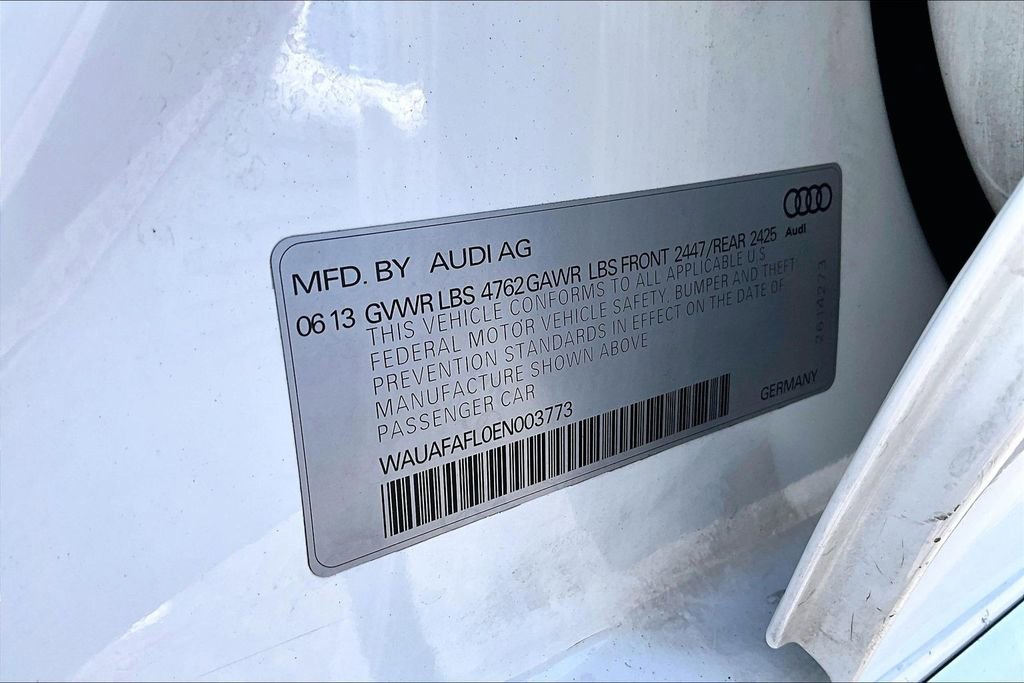 Audi
MFD. BY AUDI AG
06 13 GVWR LBS 4762 GAWR LBS FRONT 2447/REAR 2425
THIS VEHICLE CONFORMS TO ALL APPLICABLE U.S
FEDERAL MOTOR VEHICLE SAFETY, BUMPER AND THEFT
PREVENTION STANDARDS IN EFFECT ON THE DATE OF
MANUFACTURE SHOWN ABOVE
PASSENGER CAR
WAUAFAFL0EN003773
GERMANY
2614273